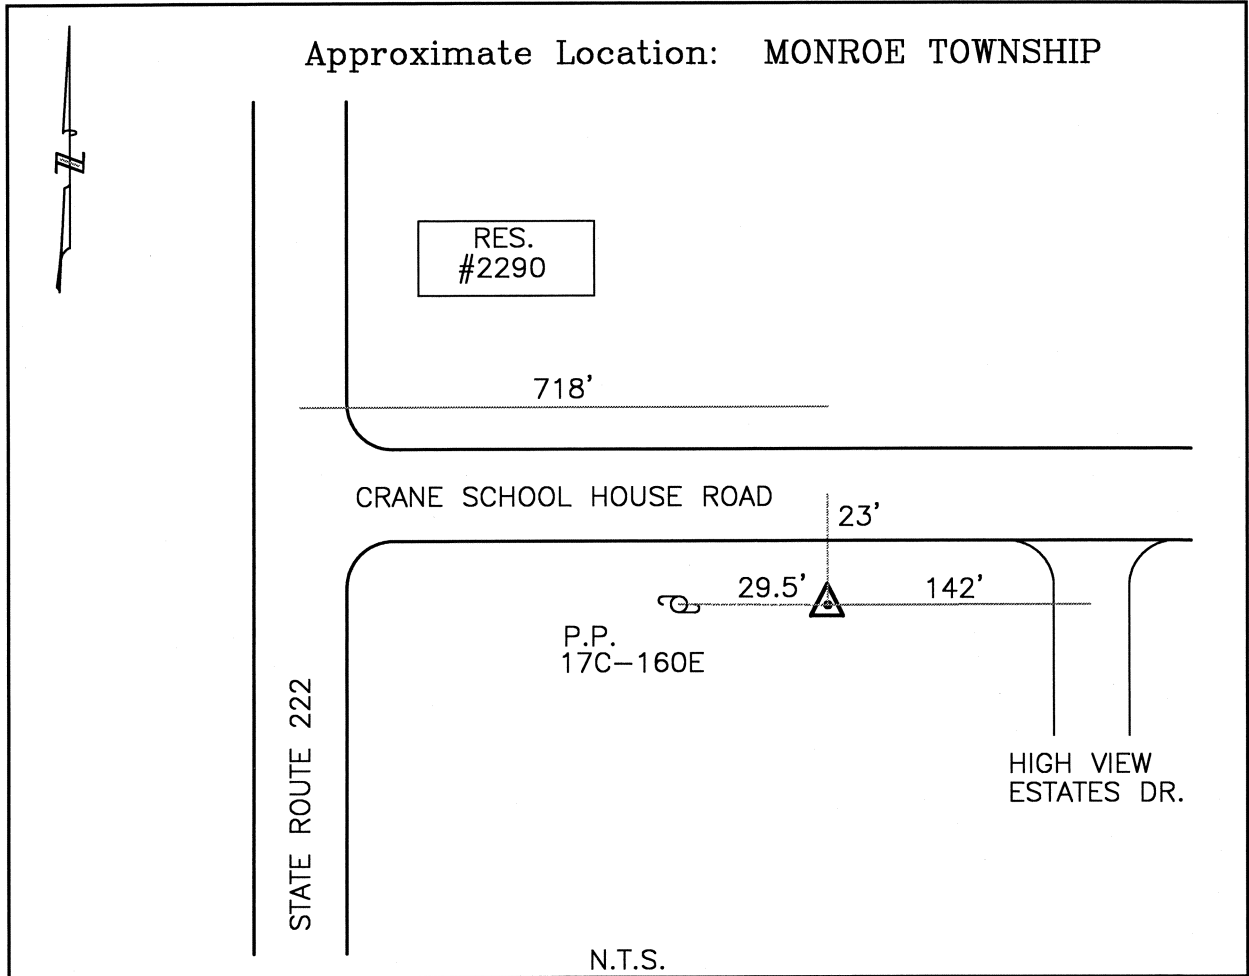 Approximate Location: MONROE TOWNSHIP
N
RES.
#2290
718'
CRANE SCHOOL HOUSE ROAD
23'
29.5'
142'
P.P.
17C-160E
STATE ROUTE 222
HIGH VIEW
ESTATES DR.
N.T.S.